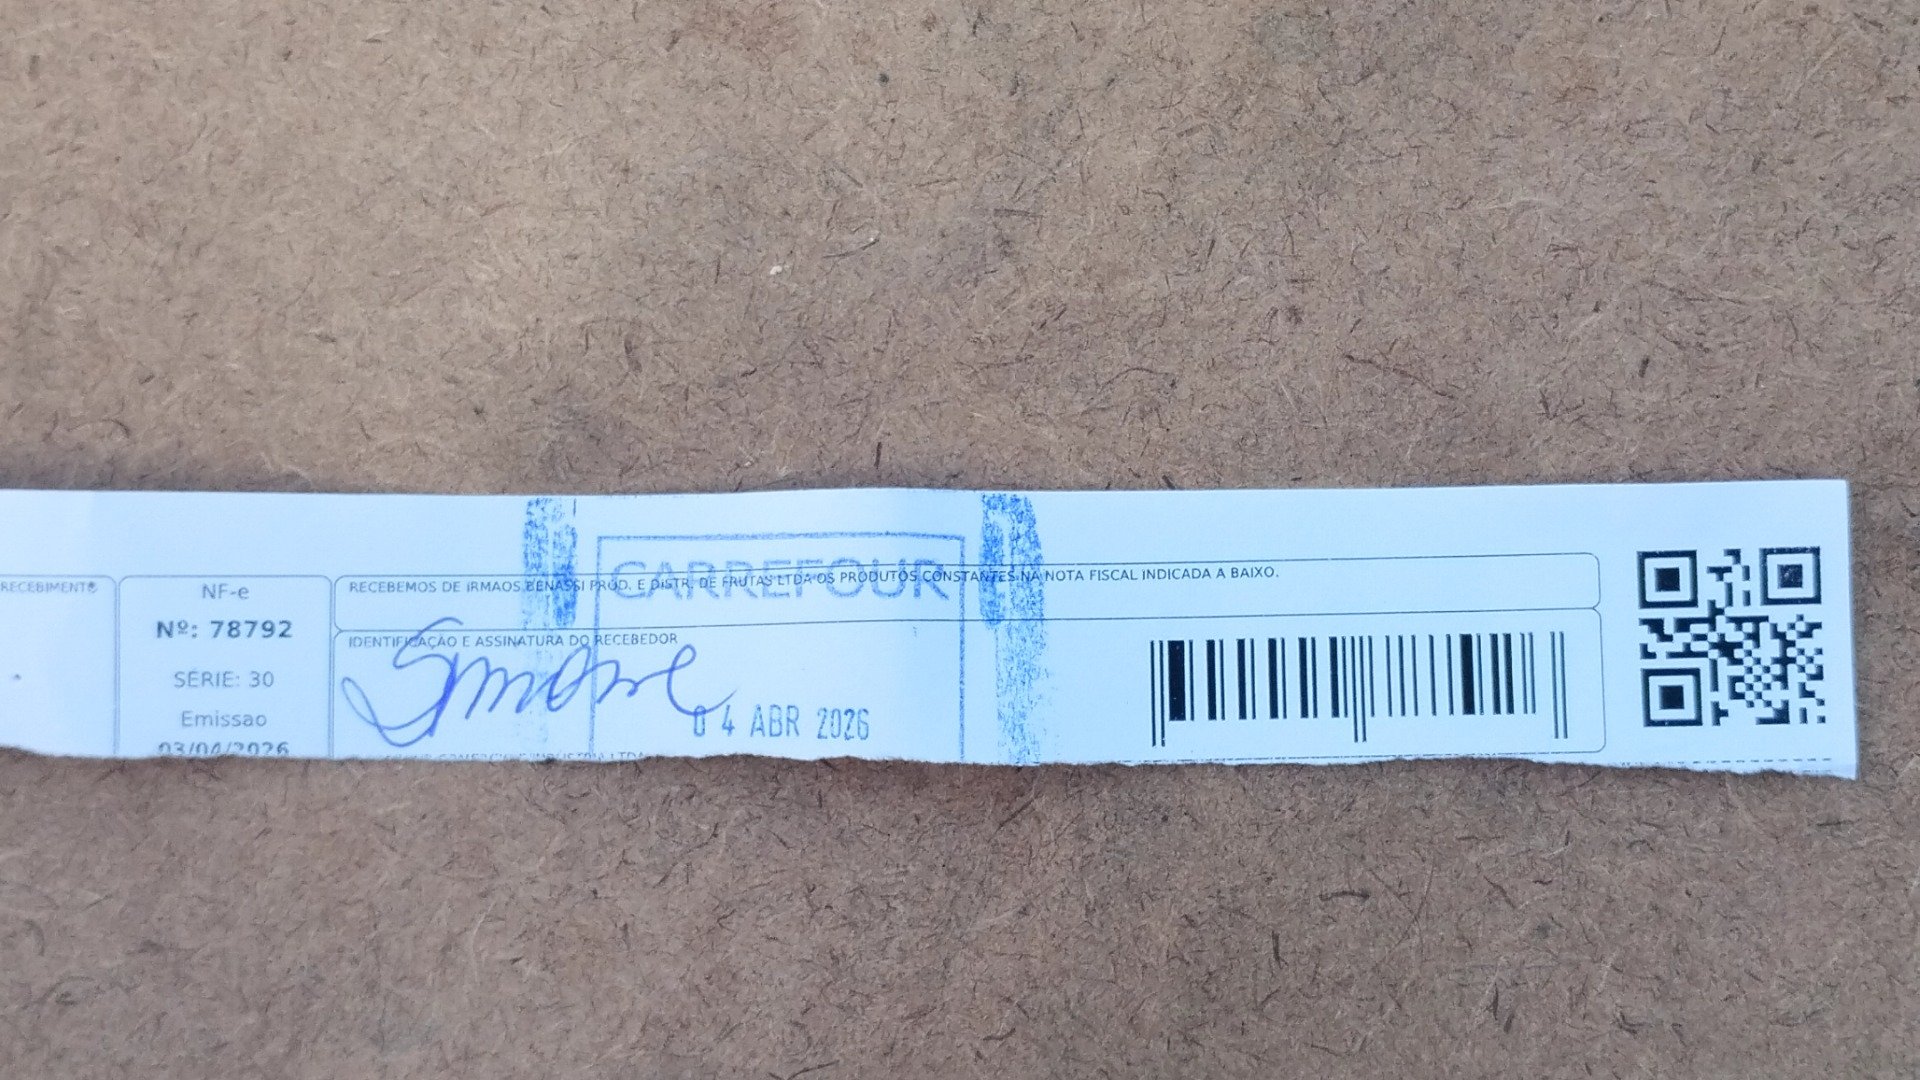 RECEBIMENTO
NF-e
Nº: 78792
SÉRIE: 30
Emissao
03/04/2026
RECEBEMOS DE IRMAOS BENASSI PROD. E DISTR. DE FRUTAS LTDA OS PRODUTOS CONSTANTES NA NOTA FISCAL INDICADA A BAIXO.
CARREFOUR
IDENTIFICAÇÃO E ASSINATURA DO RECEBEDOR
Simone
04 ABR 2026